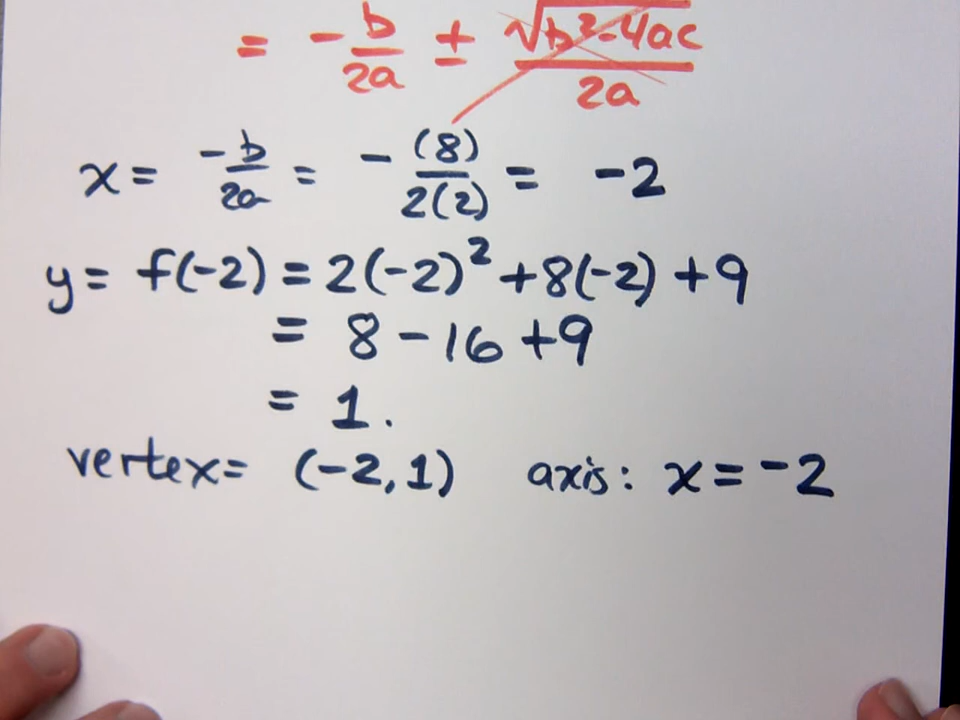 = -b/2a ± √b²-4ac/2a
x = -b/2a = -(8)/2(2) = -2
y = f(-2) = 2(-2)² + 8(-2) + 9
= 8 - 16 + 9
= 1.
vertex = (-2, 1) axis: x = -2